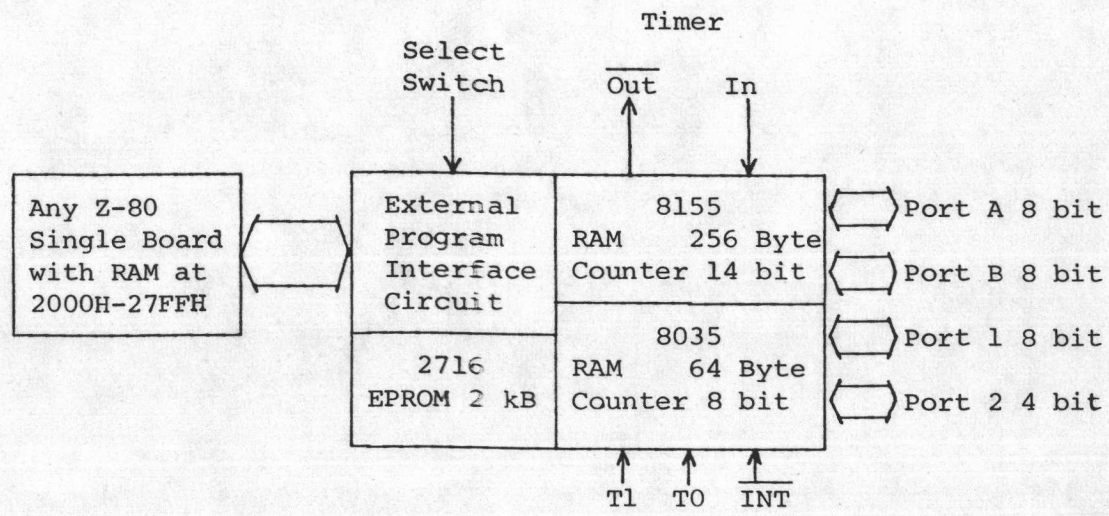 Timer
Select
Switch
Out
In
Any Z-80
Single Board
with RAM at
2000H-27FFH
External
Program
Interface
Circuit
2716
EPROM 2 kB
8155
RAM 256 Byte
Counter 14 bit
8035
RAM 64 Byte
Counter 8 bit
Port A 8 bit
Port B 8 bit
Port 1 8 bit
Port 2 4 bit
T1
T0
INT